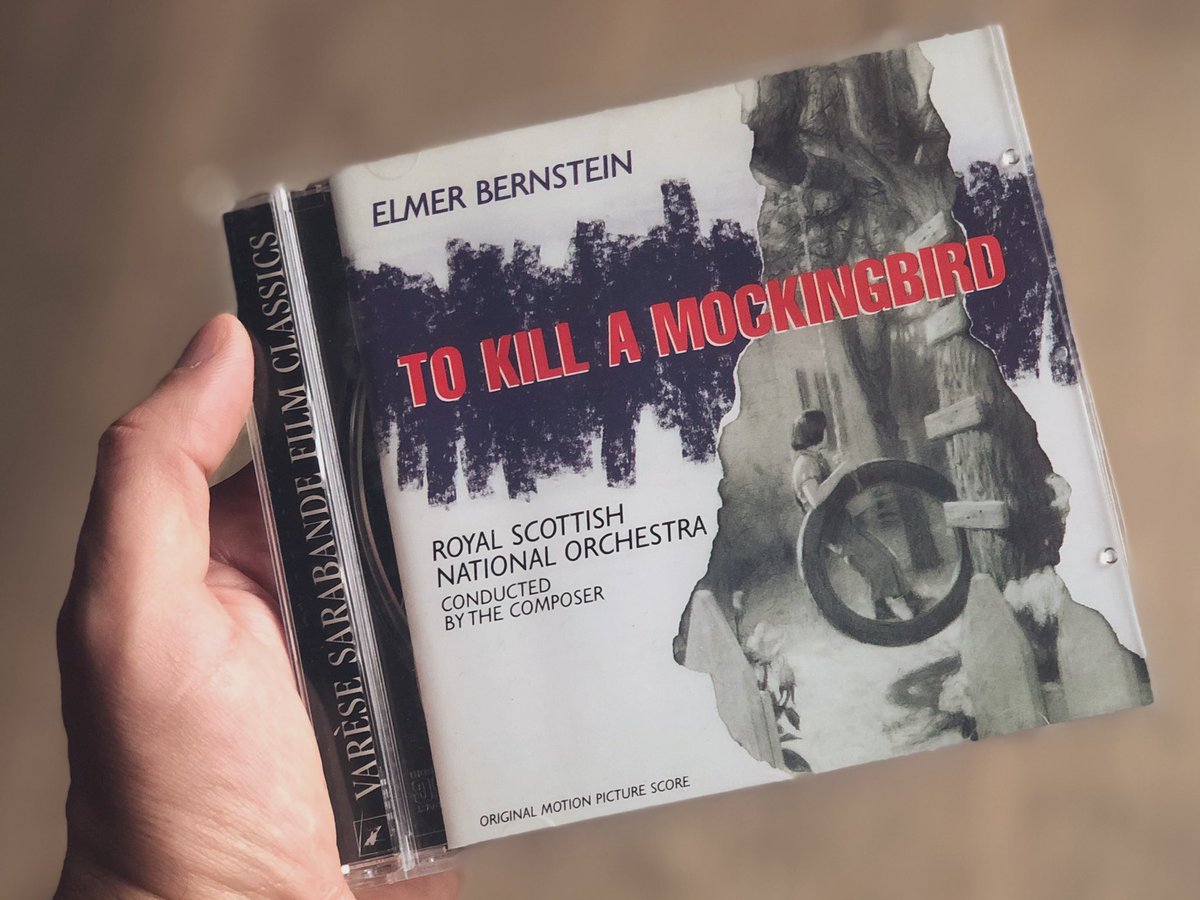 VARÈSE SARABANDE FILM CLASSICS
ELMER BERNSTEIN
TO KILL A MOCKINGBIRD
ROYAL SCOTTISH
NATIONAL ORCHESTRA
CONDUCTED
BY THE COMPOSER
ORIGINAL MOTION PICTURE SCORE